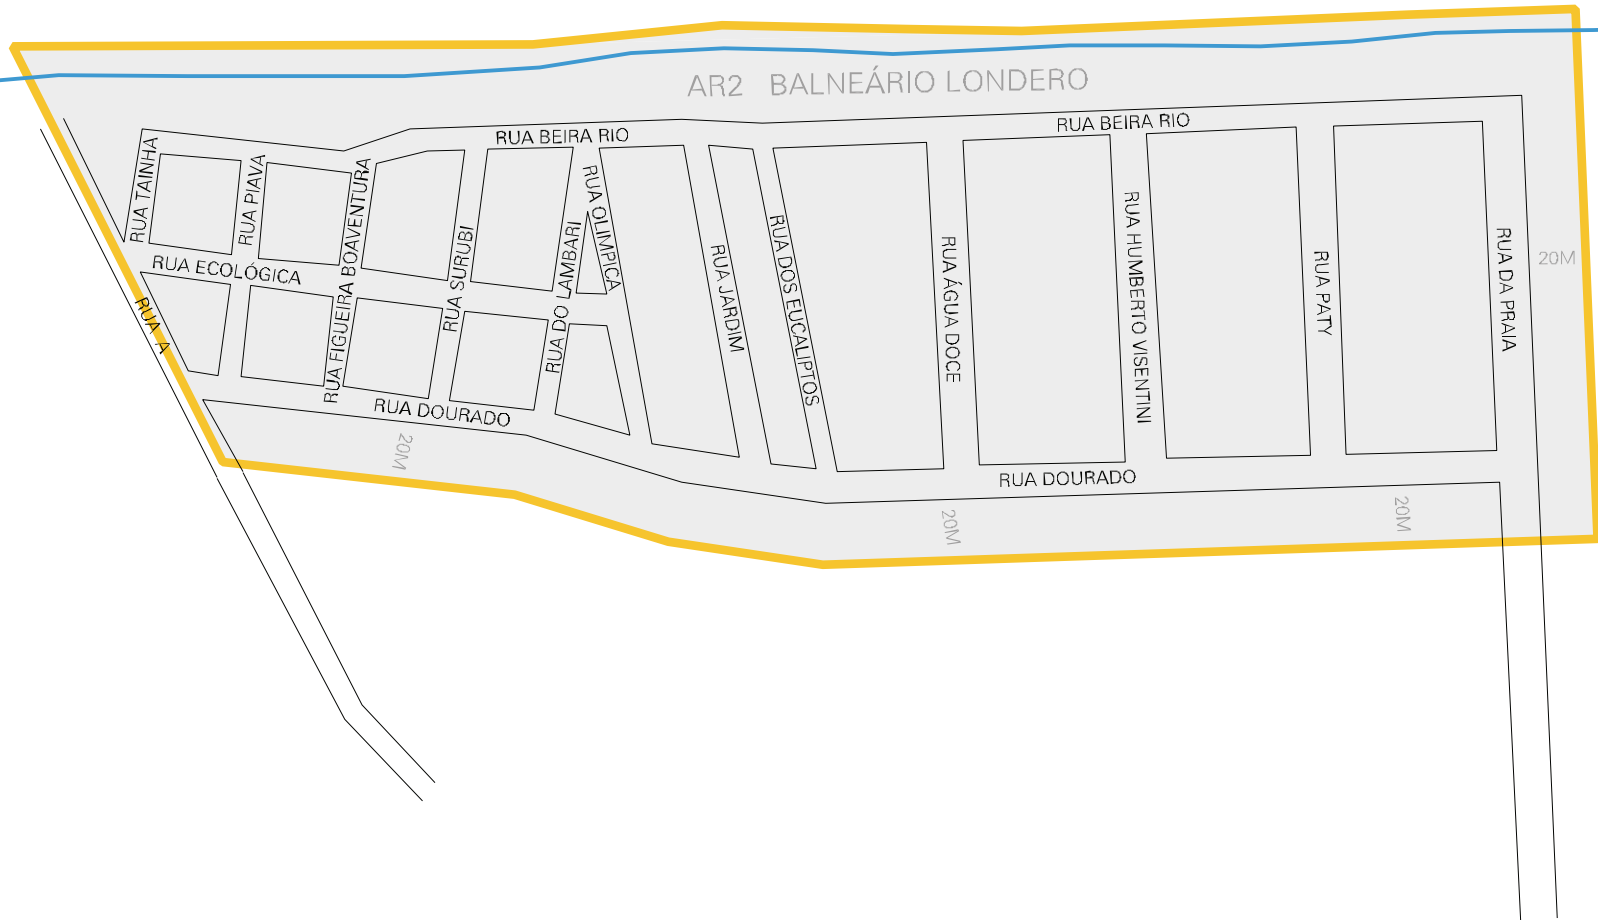 AR2 BALNEÁRIO LONDERO
RUA BEIRA RIO
RUA BEIRA RIO
RUA TAINHA
RUA PIAVA
RUA FIGUEIRA BOAVENTURA
RUA SURUBI
RUA DO LAMBARI
RUA OLIMPICA
RUA JARDIM
RUA DOS EUCALIPTOS
RUA ÁGUA DOCE
RUA HUMBERTO VISENTINI
RUA PATY
RUA DA PRAIA
20M
RUA ECOLÓGICA
RUA A
RUA DOURADO
20M
RUA DOURADO
20M
20M